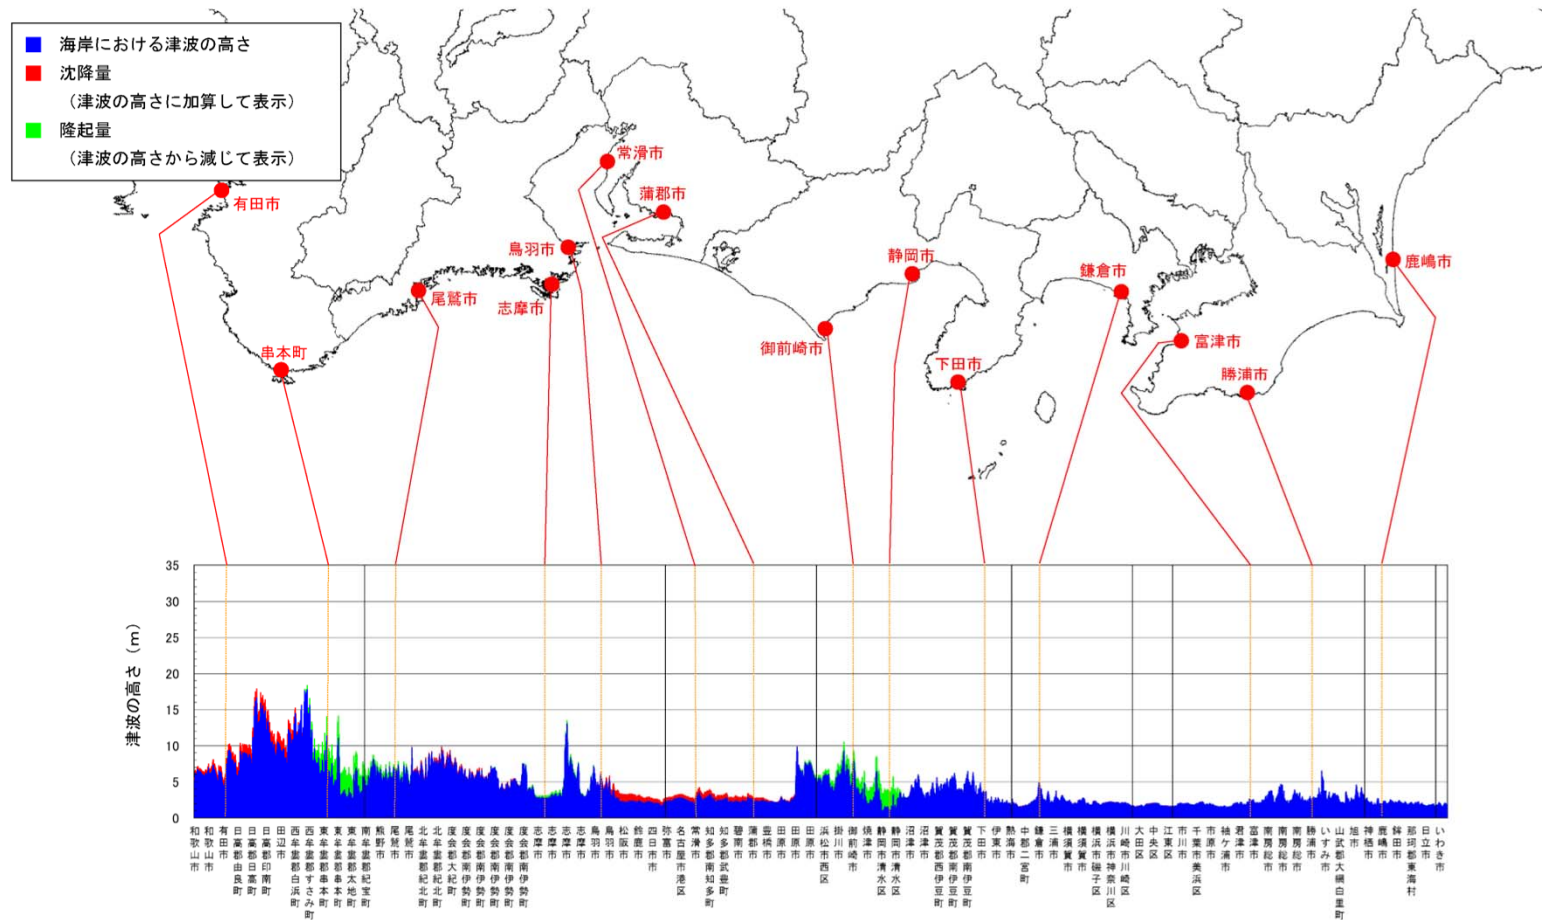 海岸における津波の高さ
沈降量
（津波の高さに加算して表示）
隆起量
（津波の高さから減じて表示）
常滑市
蒲郡市
有田市
鳥羽市
静岡市
鎌倉市
鹿嶋市
尾鷲市
志摩市
御前崎市
富津市
串本町
下田市
勝浦市
津波の高さ（m）
35
30
25
20
15
10
5
0
和歌山市
和歌山市
有田市
日高郡由良町
日高郡日高町
日高郡印南町
田辺市
西牟婁郡白浜町
西牟婁郡すさみ町
東牟婁郡串本町
東牟婁郡串本町
東牟婁郡太地町
南牟婁郡紀宝町
熊野市
尾鷲市
尾鷲市
北牟婁郡紀北町
北牟婁郡紀北町
度会郡大紀町
度会郡南伊勢町
度会郡南伊勢町
度会郡南伊勢町
度会郡南伊勢町
度会郡南伊勢町
志摩市
志摩市
志摩市
志摩市
鳥羽市
鳥羽市
松阪市
鈴鹿市
四日市市
弥富市
名古屋市港区
常滑市
知多郡南知多町
知多郡武豊町
碧南市
蒲郡市
豊橋市
田原市
田原市
田原市
浜松市西区
掛川市
御前崎市
焼津市
静岡市清水区
静岡市清水区
沼津市
沼津市
賀茂郡西伊豆町
賀茂郡南伊豆町
賀茂郡南伊豆町
下田市
伊東市
熱海市
中郡二宮町
鎌倉市
三浦市
横須賀市
横須賀市
横浜市磯子区
横浜市神奈川区
川崎市川崎区
大田区
中央区
江東区
市川市
千葉市美浜区
市原市
袖ケ浦市
君津市
富津市
南房総市
南房総市
南房総市
勝浦市
いすみ市
山武郡大網白里町
旭市
神栖市
鹿嶋市
鉾田市
那珂郡東海村
日立市
いわき市